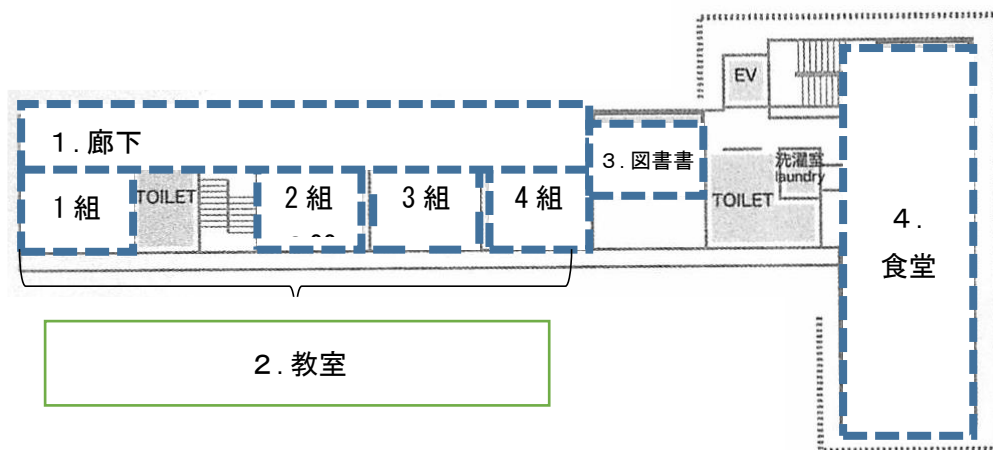 EV
1.廊下
3.図書書
洗濯室
laundry
1組
TOILET
2組
3組
4組
TOILET
4.
食堂
2.教室